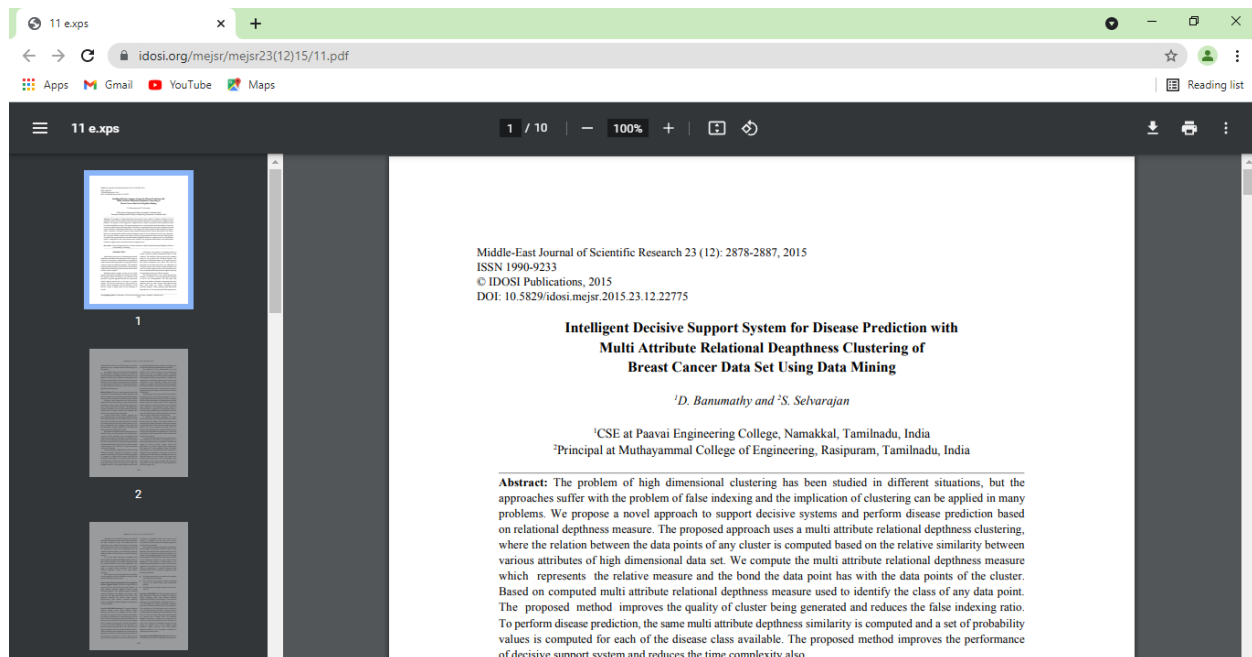 11 e.xps
idosi.org/mejsr/mejsr23(12)15/11.pdf
Apps Gmail YouTube Maps Reading list
11 e.xps 1 / 10 100%
1
2
Middle-East Journal of Scientific Research 23 (12): 2878-2887, 2015
ISSN 1990-9233
© IDOSI Publications, 2015
DOI: 10.5829/idosi.mejsr.2015.23.12.22775
Intelligent Decisive Support System for Disease Prediction with
Multi Attribute Relational Deapthness Clustering of
Breast Cancer Data Set Using Data Mining
1D. Banumathy and 2S. Selvarajan
1CSE at Paavai Engineering College, Namakkal, Tamilnadu, India
2Principal at Muthayammal College of Engineering, Rasipuram, Tamilnadu, India
Abstract: The problem of high dimensional clustering has been studied in different situations, but the
approaches suffer with the problem of false indexing and the implication of clustering can be applied in many
problems. We propose a novel approach to support decisive systems and perform disease prediction based
on relational depthness measure. The proposed approach uses a multi attribute relational depthness clustering,
where the relation between the data points of any cluster is computed based on the relative similarity between
various attributes of high dimensional data set. We compute the multi attribute relational depthness measure
which represents the relative measure and the bond the data point has with the data points of the cluster.
Based on computed multi attribute relational depthness measure used to identify the class of any data point.
The proposed method improves the quality of cluster being generated and reduces the false indexing ratio.
To perform disease prediction, the same multi attribute depthness similarity is computed and a set of probability
values is computed for each of the disease class available. The proposed method improves the performance
of decisive support system and reduces the time complexity also.